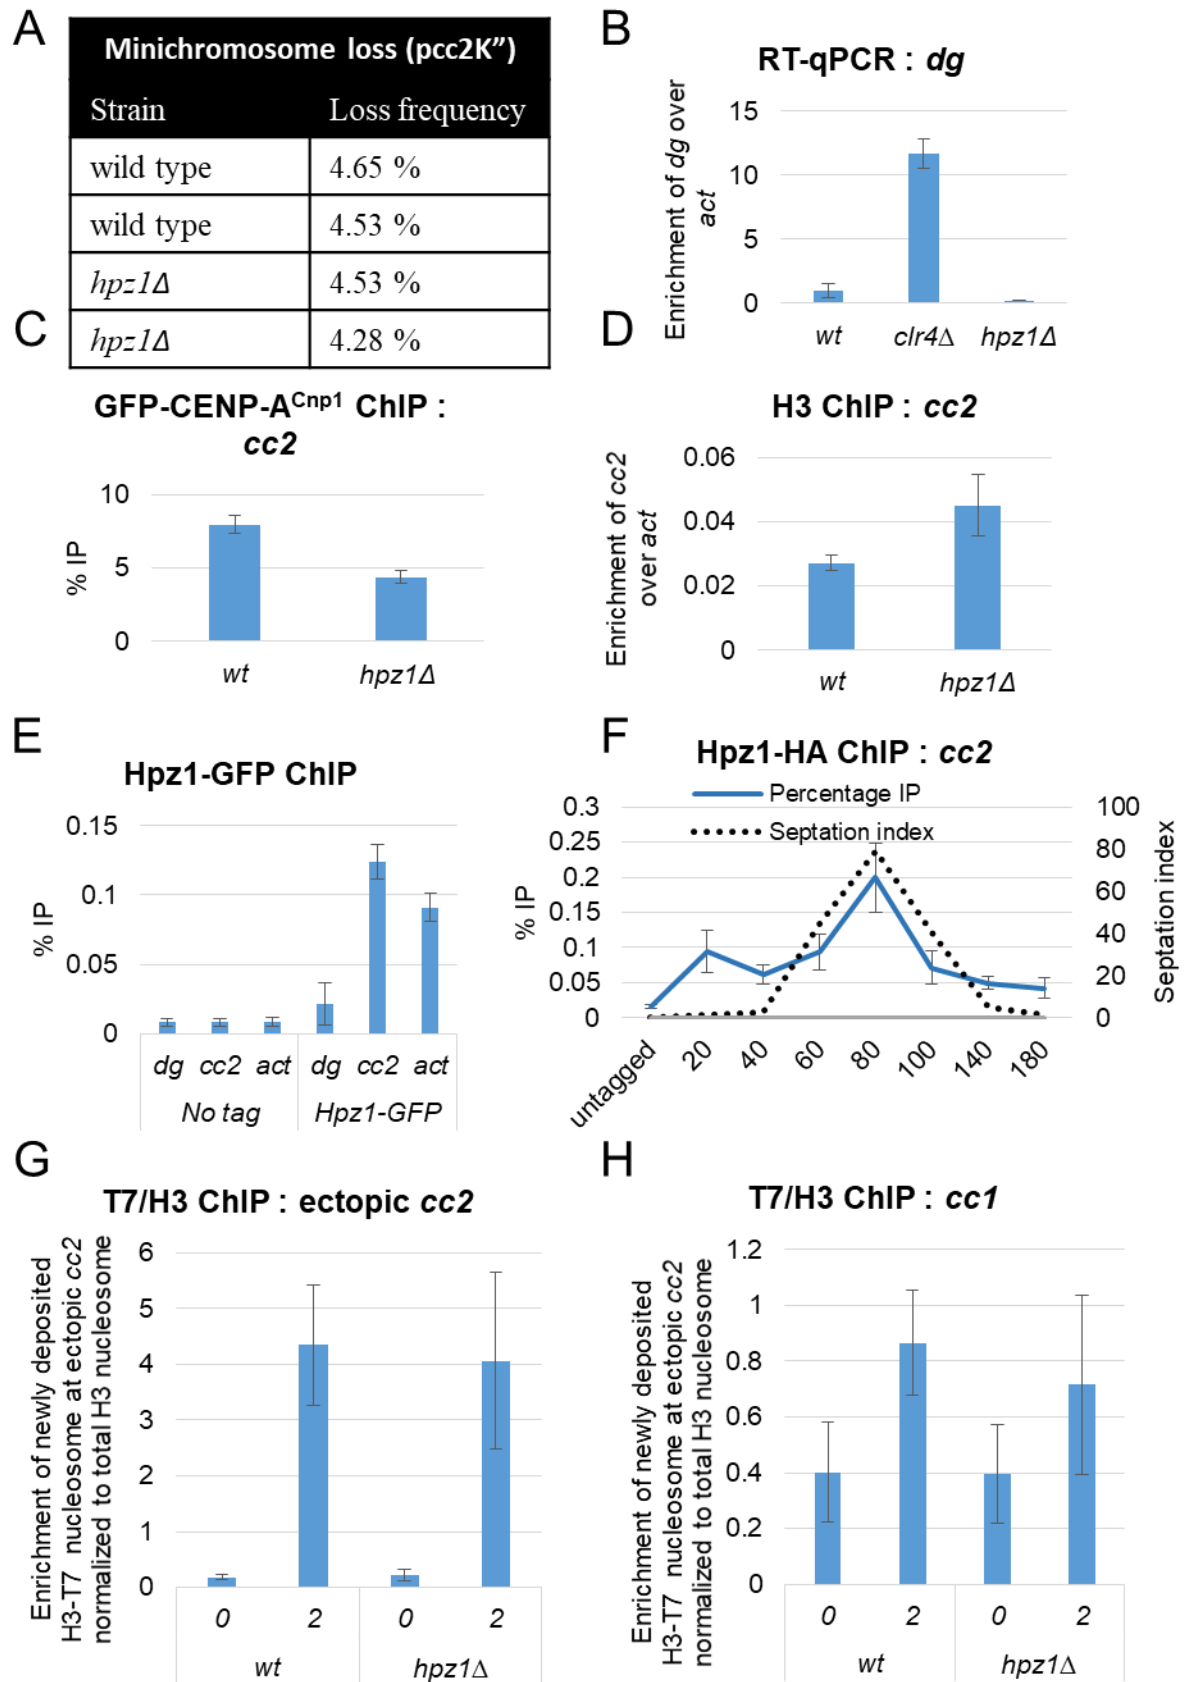 A
Minichromosome loss (pcc2K”)
Strain Loss frequency
wild type 4.65 %
wild type 4.53 %
hpz1Δ 4.53 %
hpz1Δ 4.28 %
B
RT-qPCR : dg
Enrichment of dg over
act
15
10
5
0
wt clr4Δ hpz1Δ
C
GFP-CENP-A^Cnp1 ChIP :
cc2
% IP
10
5
0
wt hpz1Δ
D
H3 ChIP : cc2
Enrichment of cc2
over act
0.06
0.04
0.02
0
wt hpz1Δ
E
Hpz1-GFP ChIP
% IP
0.15
0.1
0.05
0
dg cc2 act dg cc2 act
No tag Hpz1-GFP
F
Hpz1-HA ChIP : cc2
Percentage IP
Septation index
% IP
0.3
0.25
0.2
0.15
0.1
0.05
0
100
80
60
40
20
0
Septation index
untagged 20 40 60 80 100 140 180
G
T7/H3 ChIP : ectopic cc2
Enrichment of newly deposited
H3-T7 nucleosome at ectopic cc2
normalized to total H3 nucleosome
6
5
4
3
2
1
0
0 2 0 2
wt hpz1Δ
H
T7/H3 ChIP : cc1
Enrichment of newly deposited
H3-T7 nucleosome at ectopic cc2
normalized to total H3 nucleosome
1.2
1
0.8
0.6
0.4
0.2
0
0 2 0 2
wt hpz1Δ